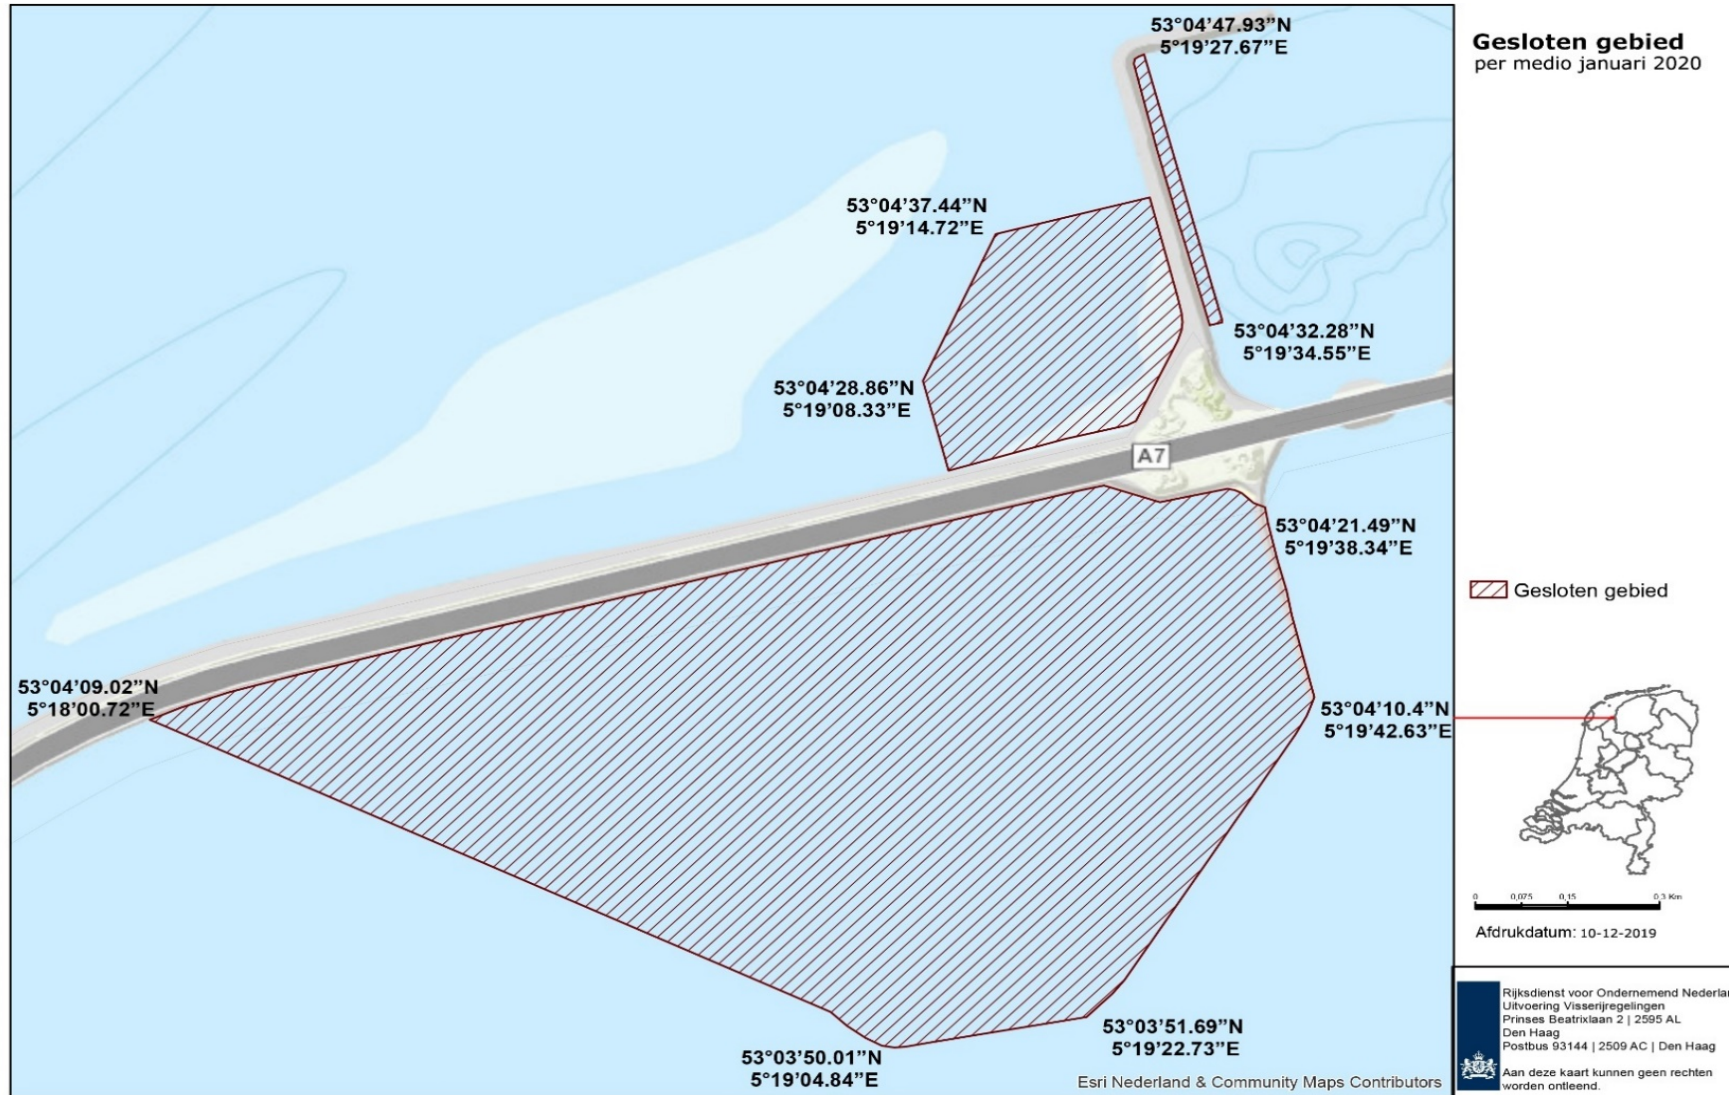 53°04’47.93”N
5°19’27.67”E
Gesloten gebied
per medio januari 2020
53°04’37.44”N
5°19’14.72”E
53°04’32.28”N
5°19’34.55”E
53°04’28.86”N
5°19’08.33”E
A7
53°04’21.49”N
5°19’38.34”E
Gesloten gebied
53°04’09.02”N
5°18’00.72”E
53°04’10.4”N
5°19’42.63”E
0 0,075 0,15 0,3 Km
Afdrukdatum: 10-12-2019
53°03’51.69”N
5°19’22.73”E
53°03’50.01”N
5°19’04.84”E
Esri Nederland & Community Maps Contributors
Rijksdienst voor Ondernemend Nederlan
Uitvoering Visserijregelingen
Prinses Beatrixlaan 2 | 2595 AL
Den Haag
Postbus 93144 | 2509 AC | Den Haag
Aan deze kaart kunnen geen rechten
worden ontleend.